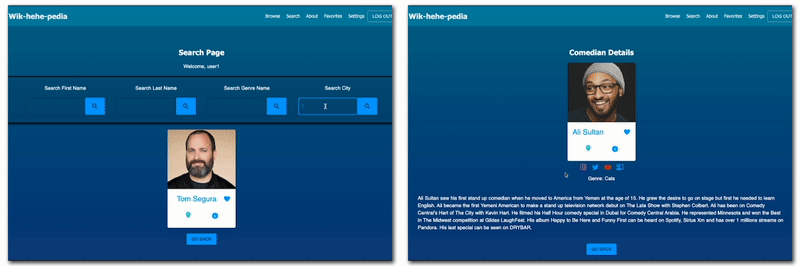 Wik-hehe-pedia
Browse Search About Favorites Settings LOG OUT
Search Page
Welcome, user1
Search First Name Search Last Name Search Genre Name Search City
Tom Segura
GO BACK
Wik-hehe-pedia
Browse Search About Favorites Settings LOG OUT
Comedian Details
Ali Sultan
Genre: Cats
Ali Sultan saw his first stand up comedy when he moved to America from Yemen at the age of 15. He grew the desire to go on stage but first he needed to learn
English. Ali became the first Yemeni American to make a stand up television network debut on The Late Show with Stephen Colbert. Ali has been on Comedy
Central's Hart of The City with Kevin Hart. He filmed his Half Hour comedy special in Dubai for Comedy Central Arabia. He represented Minnesota and won the Best
in The Midwest competition at Gildas LaughFest. His album Happy to Be Here and Funny First can be heard on Spotify, Sirius Xm and has over 1 millions streams on
Pandora. His last special can be seen on DRYBAR.
GO BACK